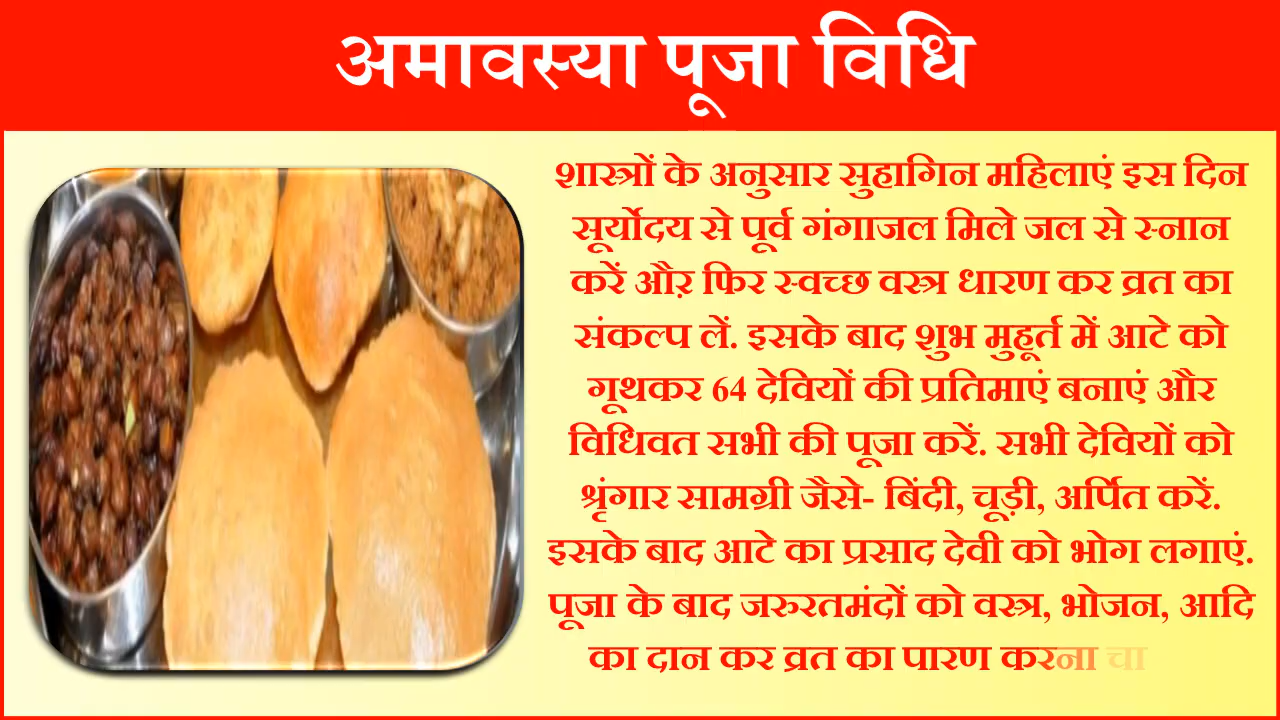 अमावस्या पूजा विधि
शास्त्रों के अनुसार सुहागिन महिलाएं इस दिन
सूर्योदय से पूर्व गंगाजल मिले जल से स्नान
करें औऱ फिर स्वच्छ वस्त्र धारण कर व्रत का
संकल्प लें. इसके बाद शुभ मुहूर्त में आटे को
गूथकर 64 देवियों की प्रतिमाएं बनाएं और
विधिवत सभी की पूजा करें. सभी देवियों को
श्रृंगार सामग्री जैसे- बिंदी, चूड़ी, अर्पित करें.
इसके बाद आटे का प्रसाद देवी को भोग लगाएं.
पूजा के बाद जरुरतमंदों को वस्त्र, भोजन, आदि
का दान कर व्रत का पारण करना चा